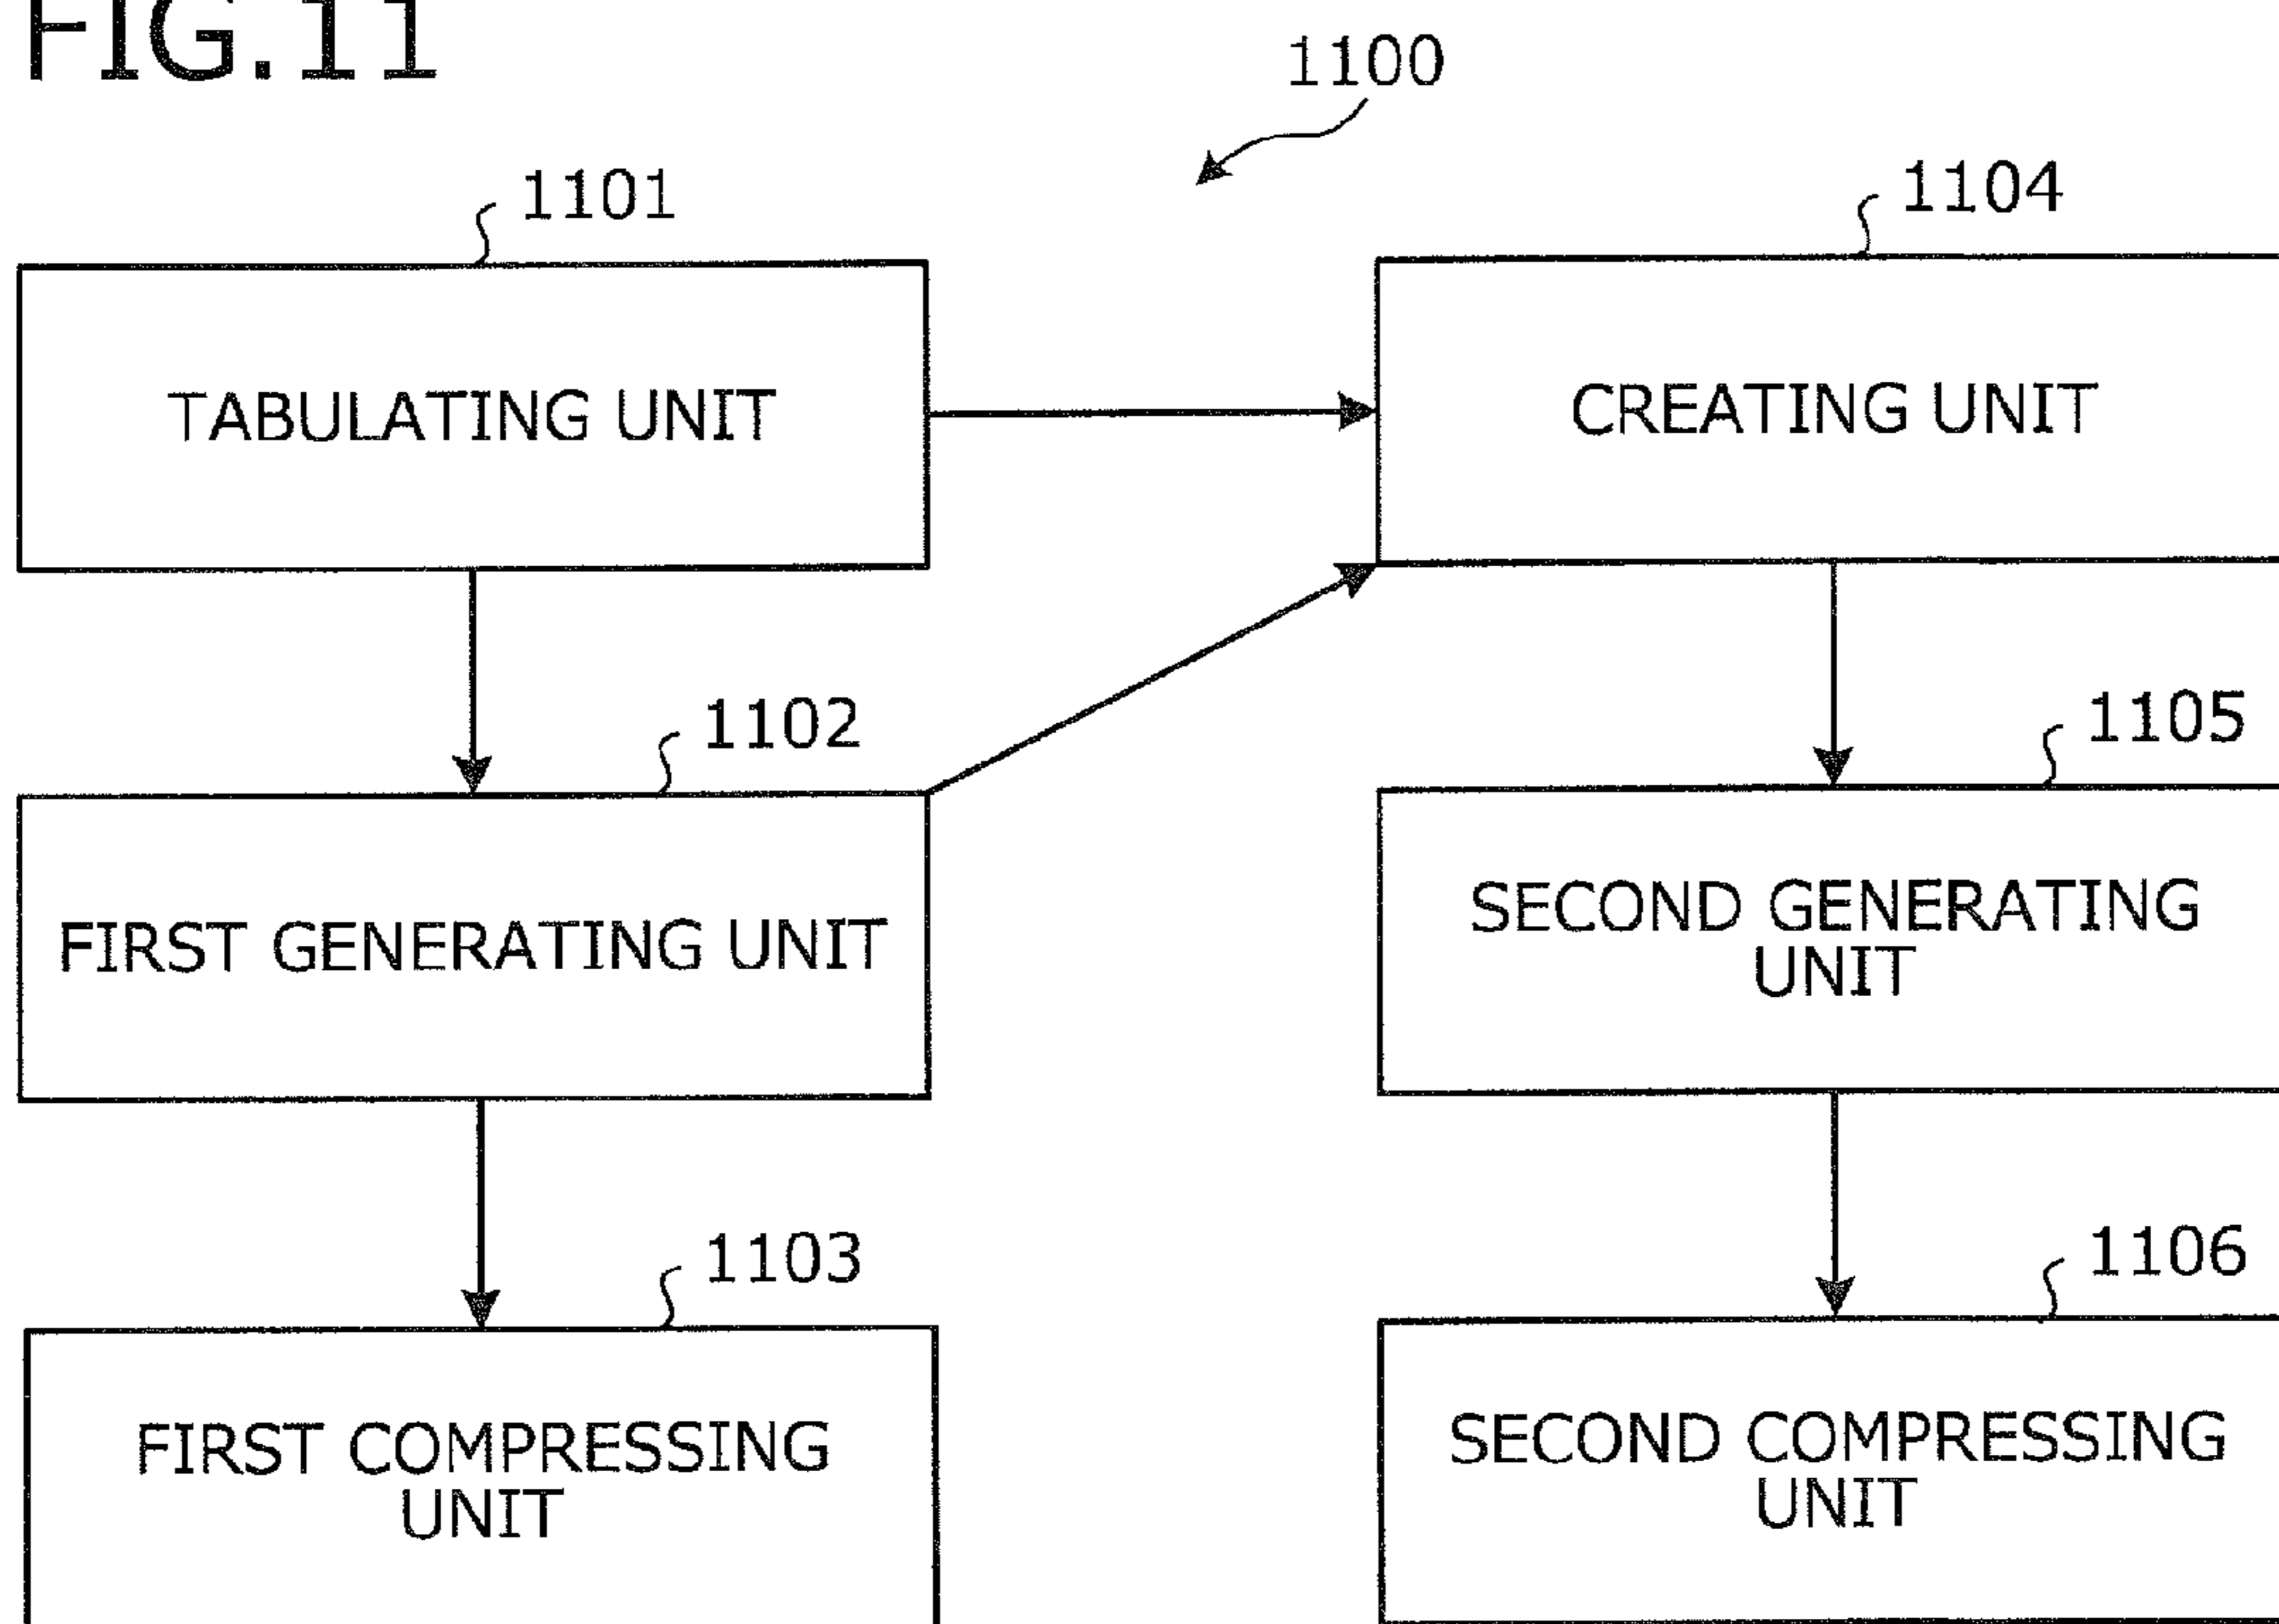 FIG.11
1100
1101
1104
TABULATING UNIT
CREATING UNIT
1102
1105
FIRST GENERATING UNIT
SECOND GENERATING
UNIT
1103
1106
FIRST COMPRESSING
UNIT
SECOND COMPRESSING
UNIT